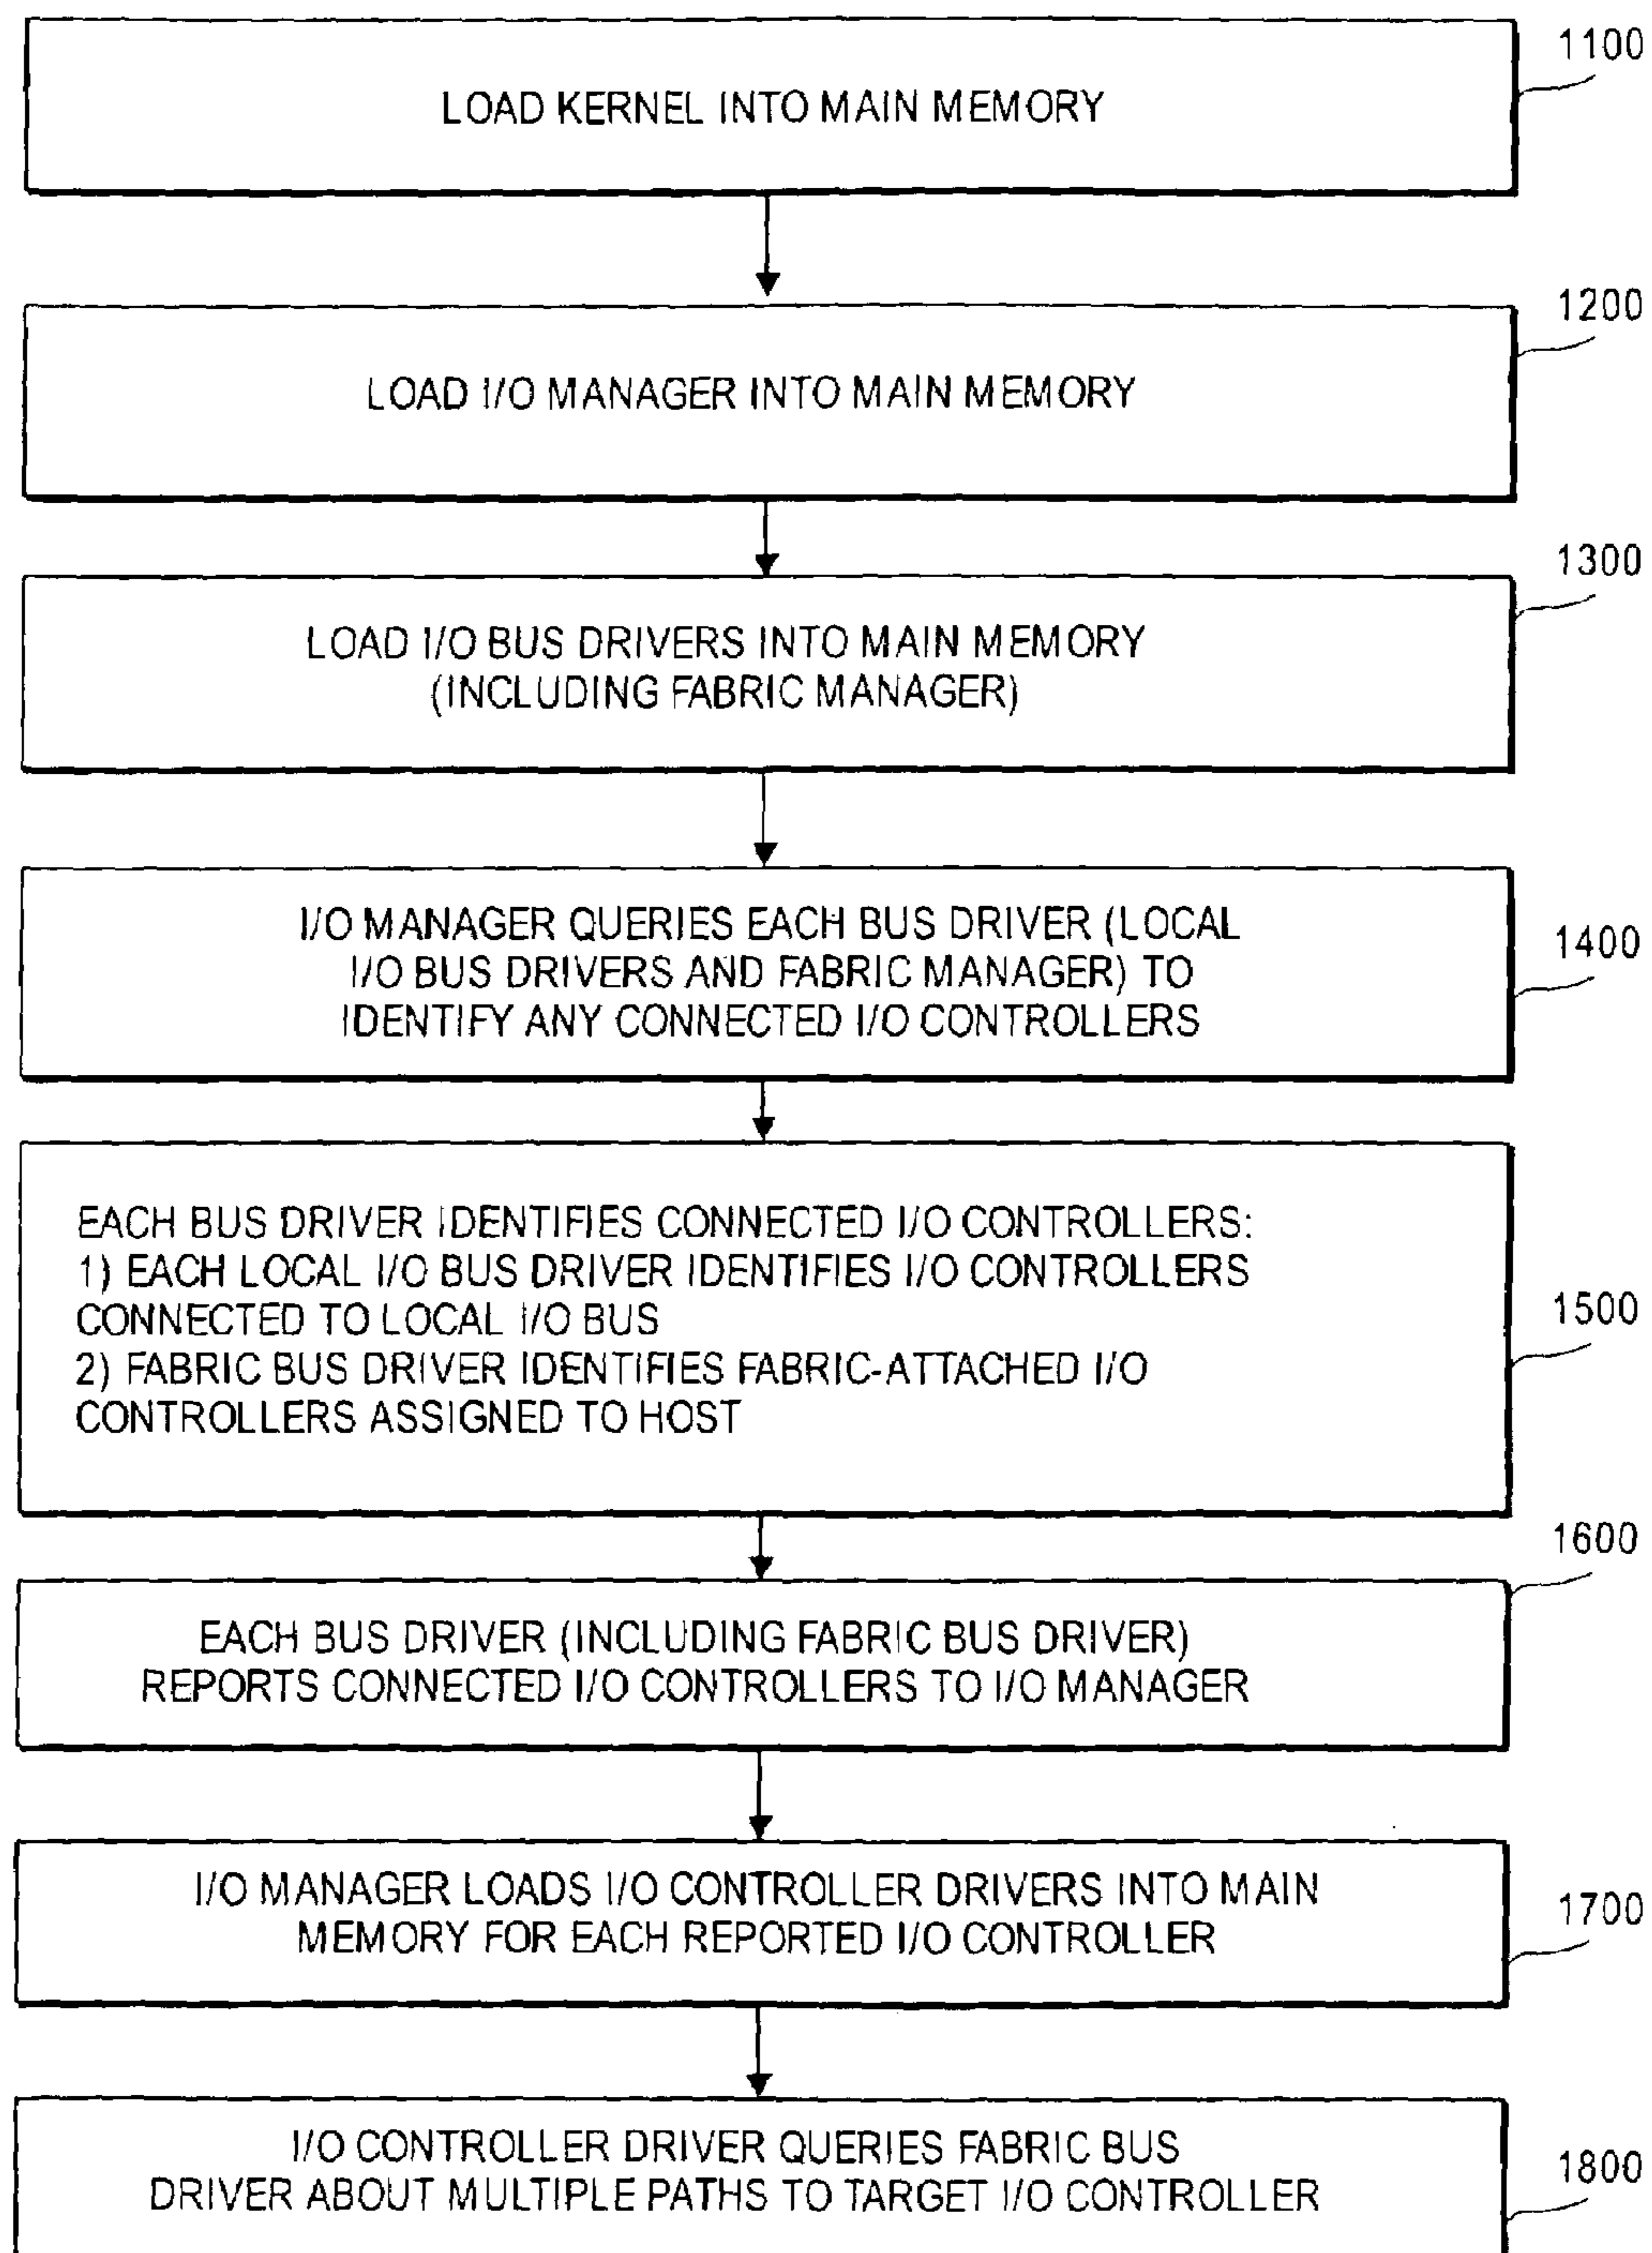 1100
LOAD KERNEL INTO MAIN MEMORY
1200
LOAD I/O MANAGER INTO MAIN MEMORY
1300
LOAD I/O BUS DRIVERS INTO MAIN MEMORY
(INCLUDING FABRIC MANAGER)
I/O MANAGER QUERIES EACH BUS DRIVER (LOCAL
I/O BUS DRIVERS AND FABRIC MANAGER) TO
IDENTIFY ANY CONNECTED I/O CONTROLLERS
1400
EACH BUS DRIVER IDENTIFIES CONNECTED I/O CONTROLLERS:
1) EACH LOCAL I/O BUS DRIVER IDENTIFIES I/O CONTROLLERS
CONNECTED TO LOCAL I/O BUS
2) FABRIC BUS DRIVER IDENTIFIES FABRIC-ATTACHED I/O
CONTROLLERS ASSIGNED TO HOST
1500
1600
EACH BUS DRIVER (INCLUDING FABRIC BUS DRIVER)
REPORTS CONNECTED I/O CONTROLLERS TO I/O MANAGER
I/O MANAGER LOADS I/O CONTROLLER DRIVERS INTO MAIN
MEMORY FOR EACH REPORTED I/O CONTROLLER
1700
I/O CONTROLLER DRIVER QUERIES FABRIC BUS
DRIVER ABOUT MULTIPLE PATHS TO TARGET I/O CONTROLLER
1800